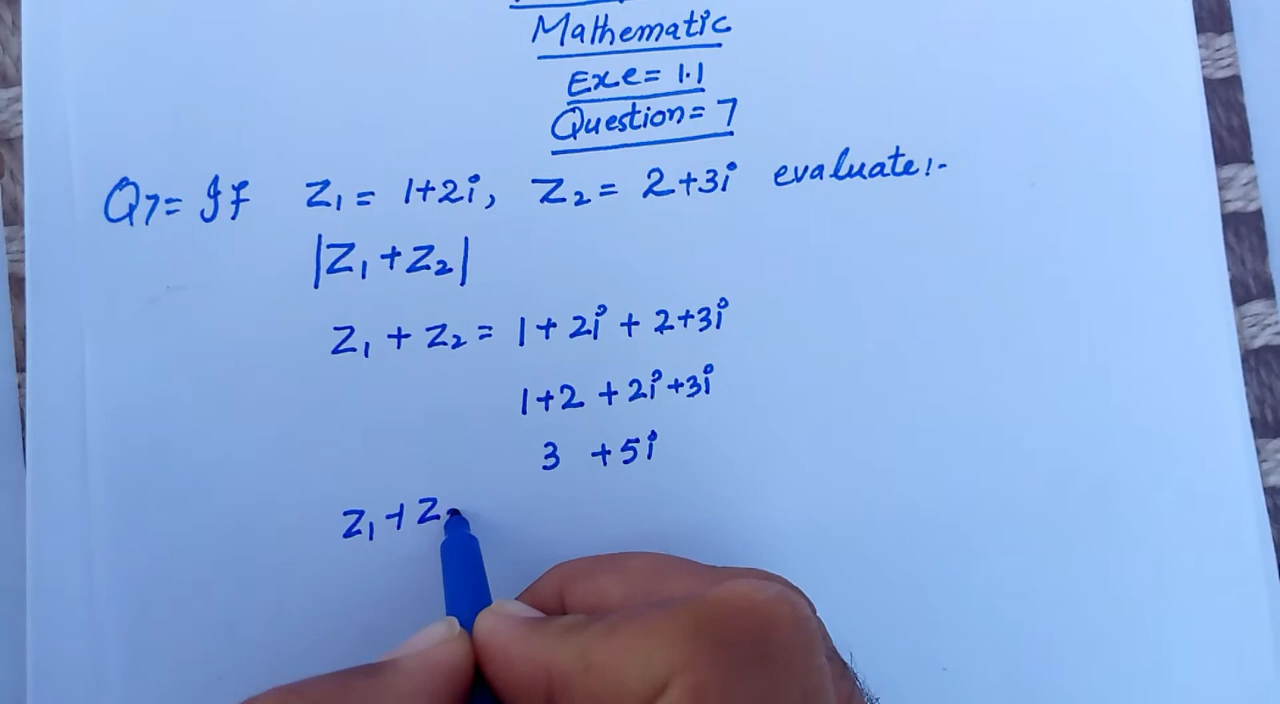 Mathematic
Exe = 1.1
Question = 7
Q7= If Z₁ = 1+2i, Z₂ = 2+3i evaluate:-
|Z₁ + Z₂|
Z₁ + Z₂ = 1 + 2i + 2+3i
1+2 + 2i +3i
3 +5i
Z₁ + Z